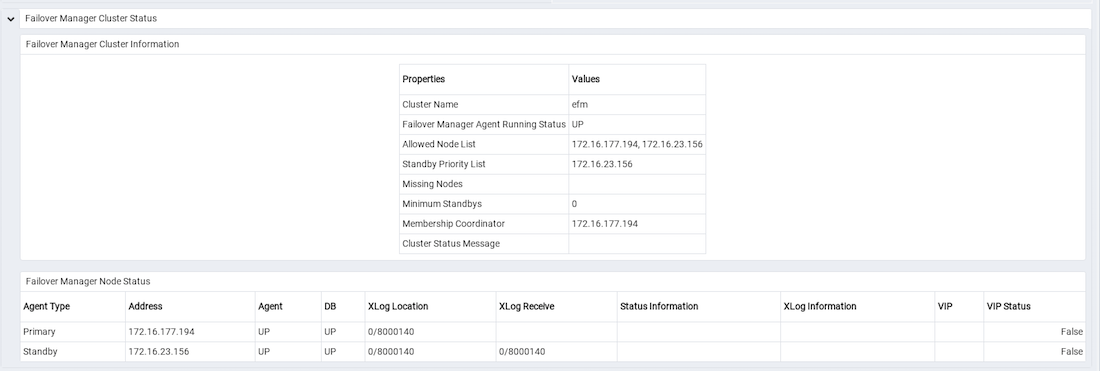 Failover Manager Cluster Status
Failover Manager Cluster Information
Properties Values
Cluster Name efm
Failover Manager Agent Running Status UP
Allowed Node List 172.16.177.194, 172.16.23.156
Standby Priority List 172.16.23.156
Missing Nodes
Minimum Standbys 0
Membership Coordinator 172.16.177.194
Cluster Status Message
Failover Manager Node Status
Agent Type Address Agent DB XLog Location XLog Receive Status Information XLog Information VIP VIP Status
Primary 172.16.177.194 UP UP 0/8000140 False
Standby 172.16.23.156 UP UP 0/8000140 0/8000140 False